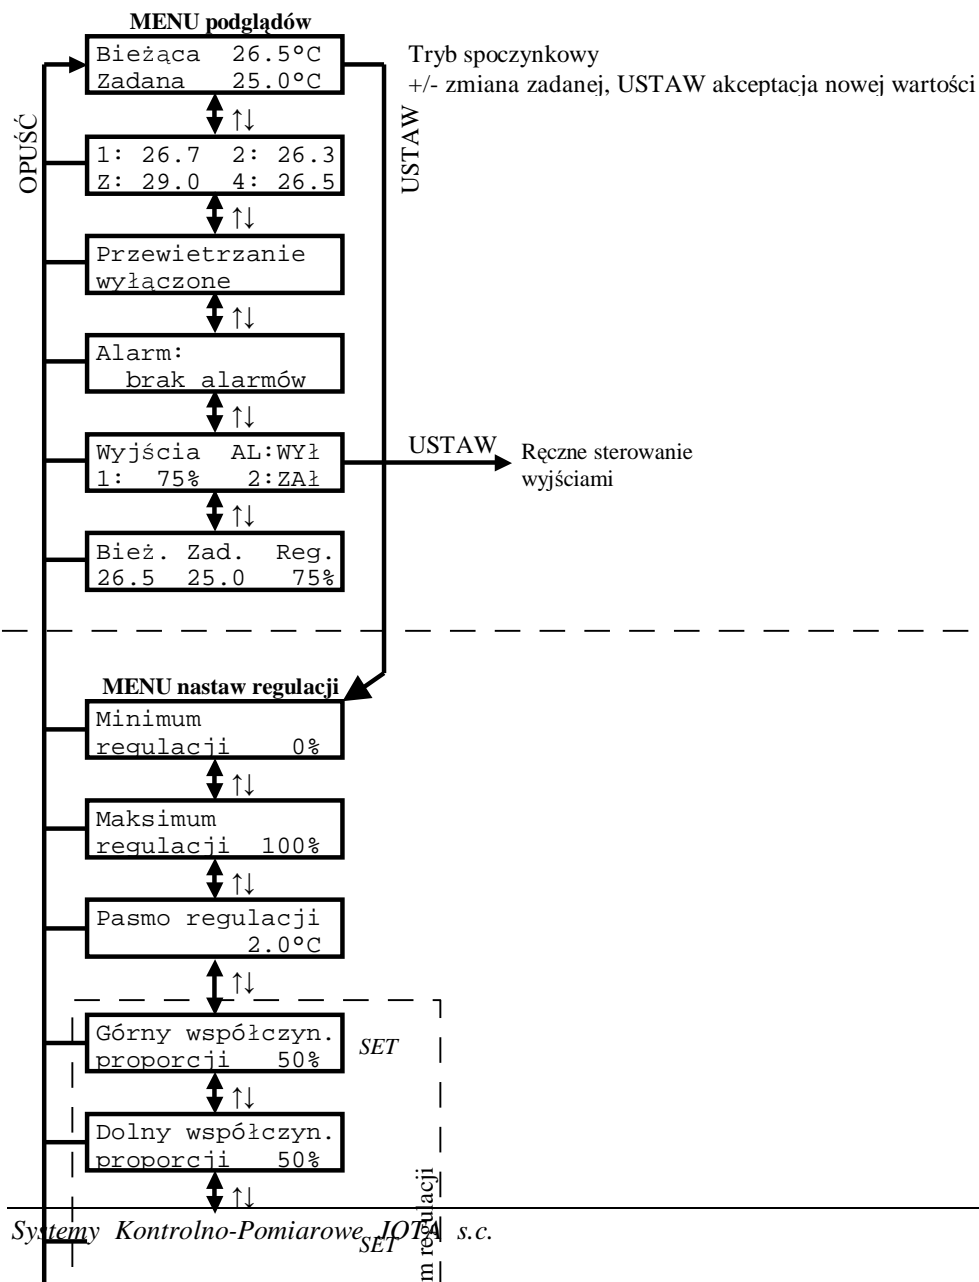 MENU podglądów
Bieżąca 26.5°C
Zadana 25.0°C
Tryb spoczynkowy
+/- zmiana zadanej, USTAW akceptacja nowej wartości
OPUŚĆ
USTAW
↑↓
1: 26.7 2: 26.3
Z: 29.0 4: 26.5
↑↓
Przewietrzanie
wyłączone
↑↓
Alarm:
brak alarmów
↑↓
Wyjścia AL:WYŁ
1: 75% 2:ZAŁ
USTAW
Ręczne sterowanie
wyjściami
↑↓
Bież. Zad. Reg.
26.5 25.0 75%
MENU nastaw regulacji
Minimum
regulacji 0%
↑↓
Maksimum
regulacji 100%
↑↓
Pasmo regulacji
2.0°C
↑↓
Górny współczyn.
proporcji 50%
SET
↑↓
Dolny współczyn.
proporcji 50%
↑↓
m regulacji
Systemy Kontrolno-Pomiarowe JOTA s.c.
SET